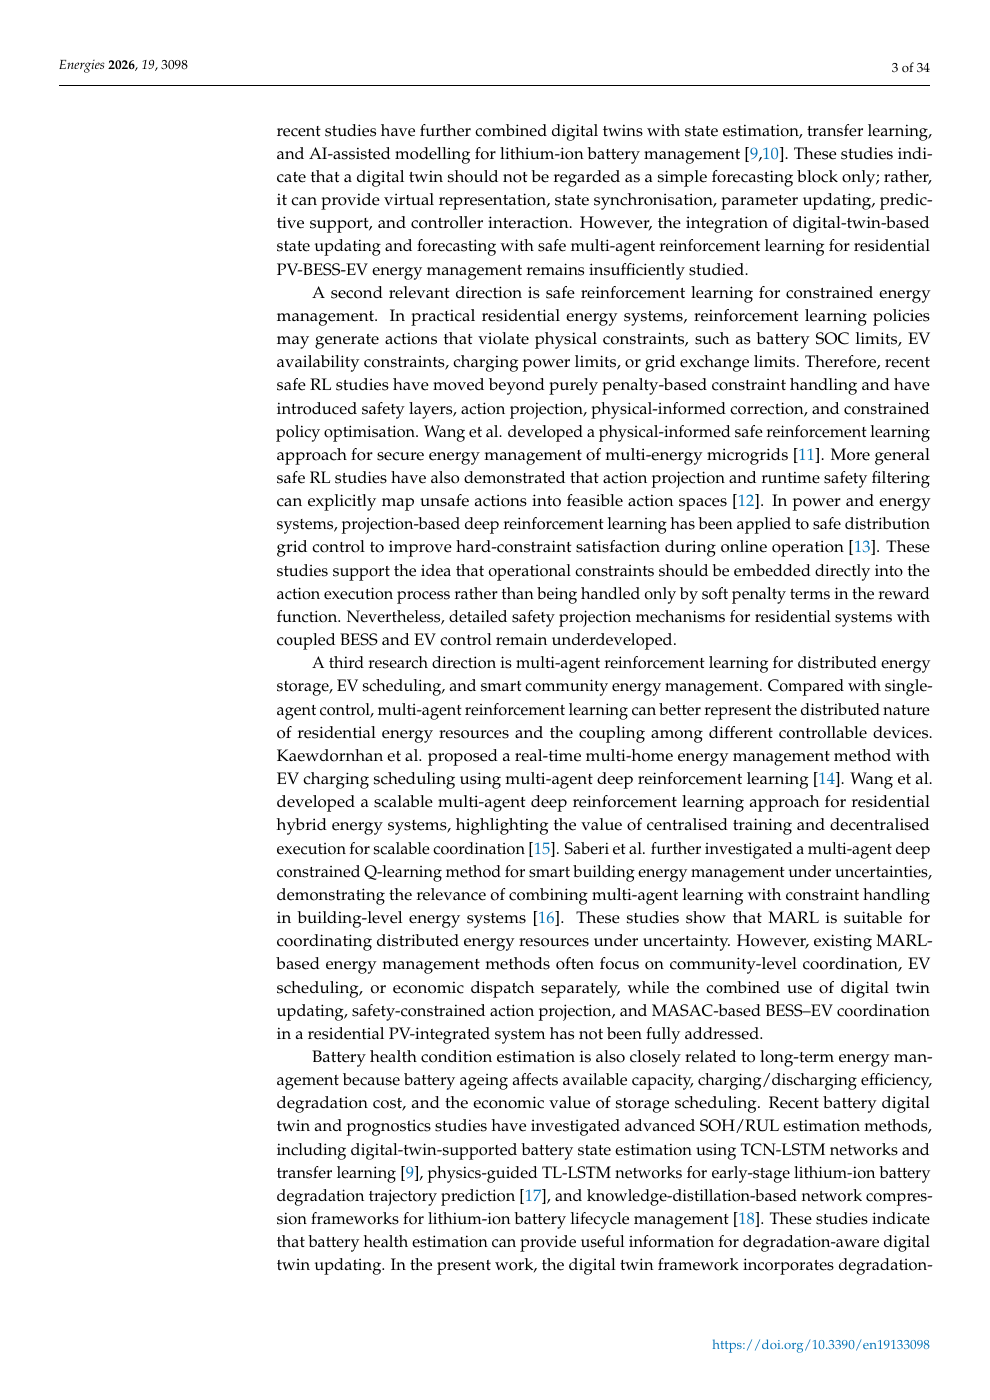 Energies 2026, 19, 3098
3 of 34
recent studies have further combined digital twins with state estimation, transfer learning,
and AI-assisted modelling for lithium-ion battery management [9,10]. These studies indi-
cate that a digital twin should not be regarded as a simple forecasting block only; rather,
it can provide virtual representation, state synchronisation, parameter updating, predic-
tive support, and controller interaction. However, the integration of digital-twin-based
state updating and forecasting with safe multi-agent reinforcement learning for residential
PV-BESS-EV energy management remains insufficiently studied.
A second relevant direction is safe reinforcement learning for constrained energy
management. In practical residential energy systems, reinforcement learning policies
may generate actions that violate physical constraints, such as battery SOC limits, EV
availability constraints, charging power limits, or grid exchange limits. Therefore, recent
safe RL studies have moved beyond purely penalty-based constraint handling and have
introduced safety layers, action projection, physical-informed correction, and constrained
policy optimisation. Wang et al. developed a physical-informed safe reinforcement learning
approach for secure energy management of multi-energy microgrids [11]. More general
safe RL studies have also demonstrated that action projection and runtime safety filtering
can explicitly map unsafe actions into feasible action spaces [12]. In power and energy
systems, projection-based deep reinforcement learning has been applied to safe distribution
grid control to improve hard-constraint satisfaction during online operation [13]. These
studies support the idea that operational constraints should be embedded directly into the
action execution process rather than being handled only by soft penalty terms in the reward
function. Nevertheless, detailed safety projection mechanisms for residential systems with
coupled BESS and EV control remain underdeveloped.
A third research direction is multi-agent reinforcement learning for distributed energy
storage, EV scheduling, and smart community energy management. Compared with single-
agent control, multi-agent reinforcement learning can better represent the distributed nature
of residential energy resources and the coupling among different controllable devices.
Kaewdornhan et al. proposed a real-time multi-home energy management method with
EV charging scheduling using multi-agent deep reinforcement learning [14]. Wang et al.
developed a scalable multi-agent deep reinforcement learning approach for residential
hybrid energy systems, highlighting the value of centralised training and decentralised
execution for scalable coordination [15]. Saberi et al. further investigated a multi-agent deep
constrained Q-learning method for smart building energy management under uncertainties,
demonstrating the relevance of combining multi-agent learning with constraint handling
in building-level energy systems [16]. These studies show that MARL is suitable for
coordinating distributed energy resources under uncertainty. However, existing MARL-
based energy management methods often focus on community-level coordination, EV
scheduling, or economic dispatch separately, while the combined use of digital twin
updating, safety-constrained action projection, and MASAC-based BESS–EV coordination
in a residential PV-integrated system has not been fully addressed.
Battery health condition estimation is also closely related to long-term energy man-
agement because battery ageing affects available capacity, charging/discharging efficiency,
degradation cost, and the economic value of storage scheduling. Recent battery digital
twin and prognostics studies have investigated advanced SOH/RUL estimation methods,
including digital-twin-supported battery state estimation using TCN-LSTM networks and
transfer learning [9], physics-guided TL-LSTM networks for early-stage lithium-ion battery
degradation trajectory prediction [17], and knowledge-distillation-based network compres-
sion frameworks for lithium-ion battery lifecycle management [18]. These studies indicate
that battery health estimation can provide useful information for degradation-aware digital
twin updating. In the present work, the digital twin framework incorporates degradation-
https://doi.org/10.3390/en19133098